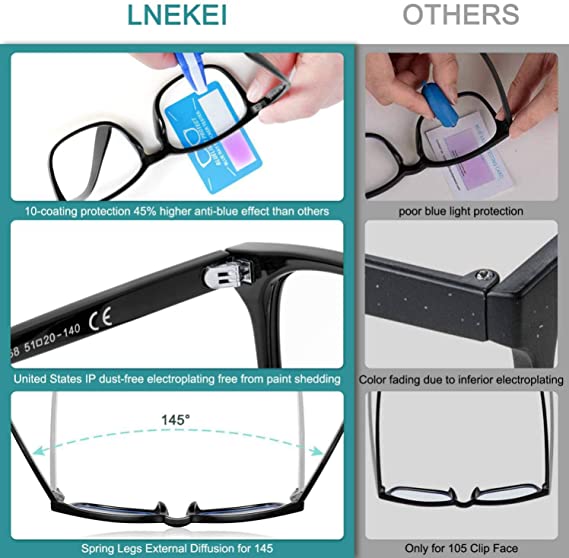 LNEKEI
OTHERS
10-coating protection 45% higher anti-blue effect than others
poor blue light protection
58 51□20-140 CE
United States IP dust-free electroplating free from paint shedding
Color fading due to inferior electroplating
145°
Spring Legs External Diffusion for 145
Only for 105 Clip Face